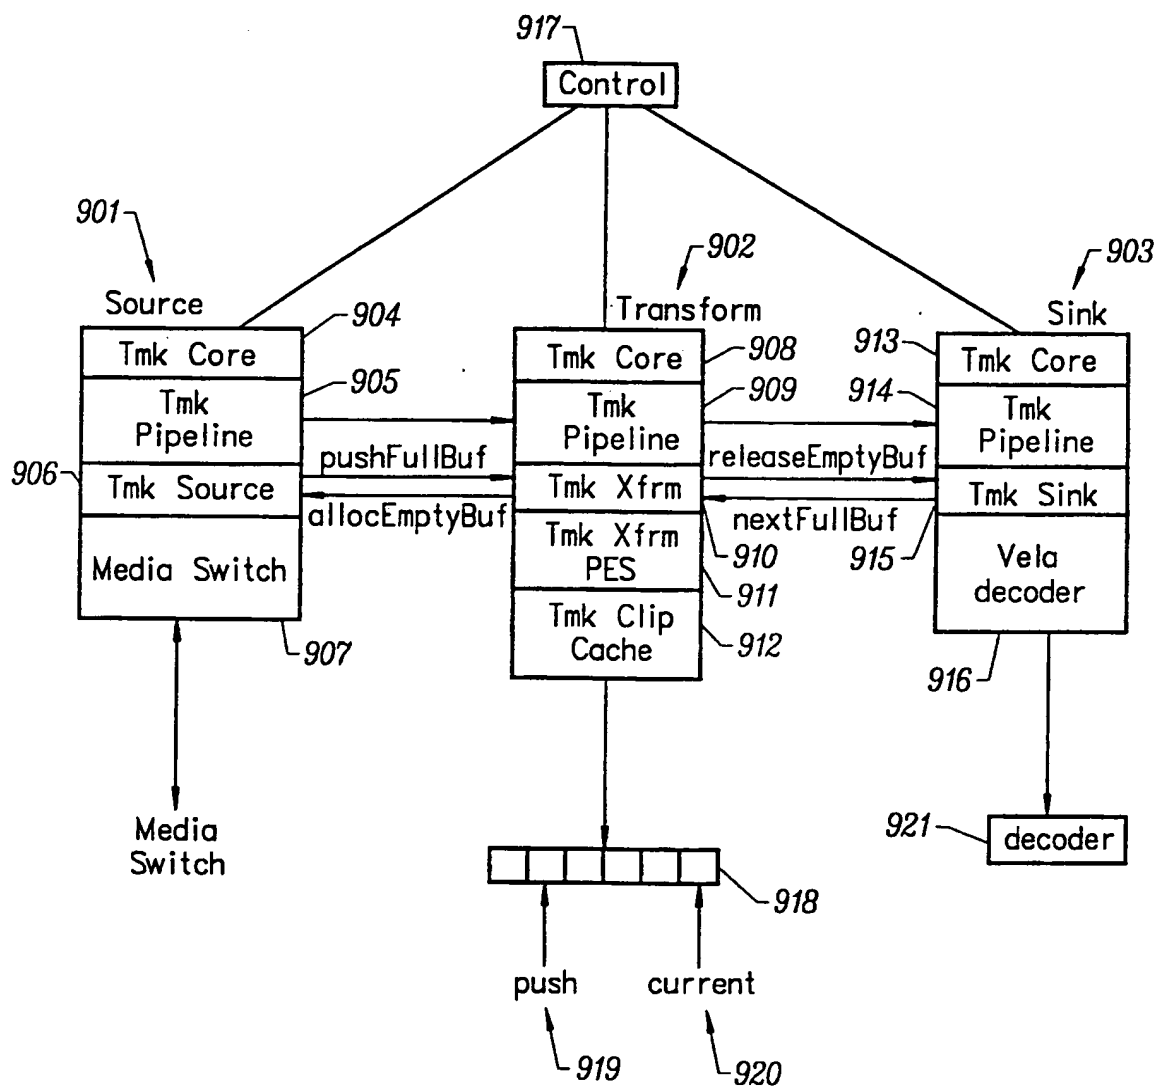 917
Control
901
902
903
Source
Transform
Sink
904
908
913
Tmk Core
Tmk Core
Tmk Core
905
909
914
Tmk
Pipeline
Tmk
Pipeline
Tmk
Pipeline
906
pushFullBuf
releaseEmptyBuf
Tmk Source
Tmk Xfrm
Tmk Sink
allocEmptyBuf
nextFullBuf
910
915
Media Switch
Tmk Xfrm
PES
Vela
decoder
911
907
Tmk Clip
Cache
912
916
Media
Switch
921
decoder
918
push
current
919
920